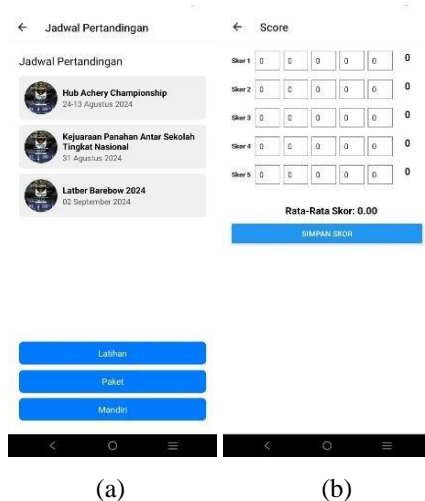 Jadwal Pertandingan
Jadwal Pertandingan
Hub Achery Championship
24-13 Agustus 2024
Kejuaraan Panahan Antar Sekolah
Tingkat Nasional
31 Agustus 2024
Latber Barebow 2024
02 September 2024
Latihan
Paket
Mandiri
(a)
Score
Skor 1 0 0 0 0 0 0
Skor 2 0 0 0 0 0 0
Skor 3 0 0 0 0 0 0
Skor 4 0 0 0 0 0 0
Skor 5 0 0 0 0 0 0
Rata-Rata Skor: 0.00
SIMPAN SKOR
(b)